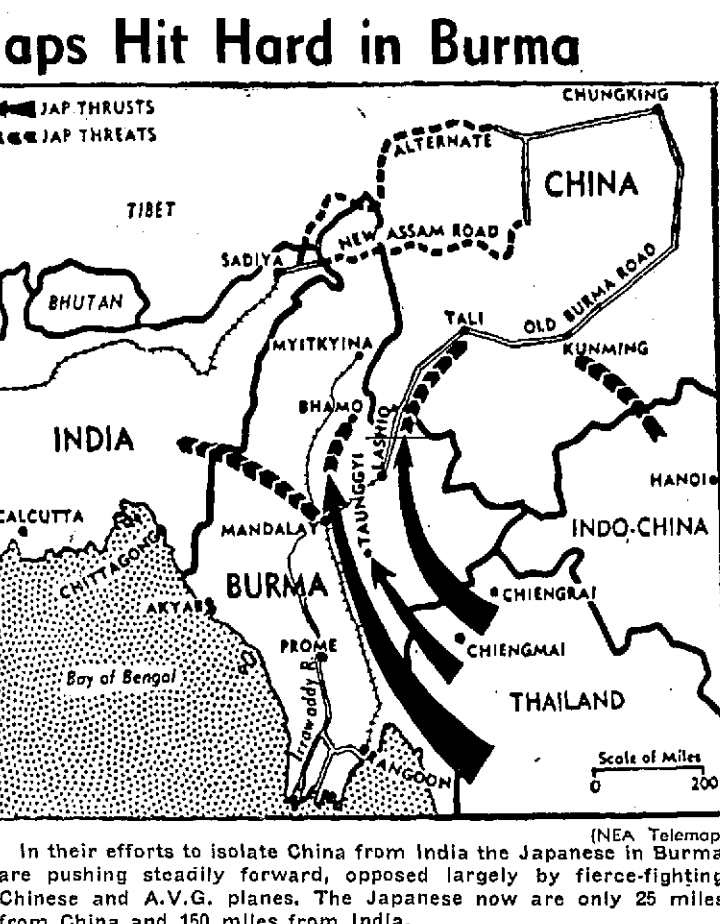 aps Hit Hard in Burma
JAP THRUSTS
JAP THREATS
CHUNGKING
ALTERNATE
CHINA
TIBET
NEW ASSAM ROAD
SADIYA
BHUTAN
OLD BURMA ROAD
TALI
MYITKYINA
KUNMING
BHAMO
LASHIO
INDIA
TAUNGGYI
HANOI
CALCUTTA
MANDALAY
INDO-CHINA
CHITTAGONG
BURMA
CHIENGRAI
AKYAB
PROME
CHIENGMAI
Bay of Bengal
Irrawaddy R.
THAILAND
Scale of Miles
0 200
ANGOON
(NEA Telemap
In their efforts to isolate China from India the Japanese in Burma
are pushing steadily forward, opposed largely by fierce-fighting
Chinese and A.V.G. planes. The Japanese now are only 25 miles
from China and 150 miles from India.